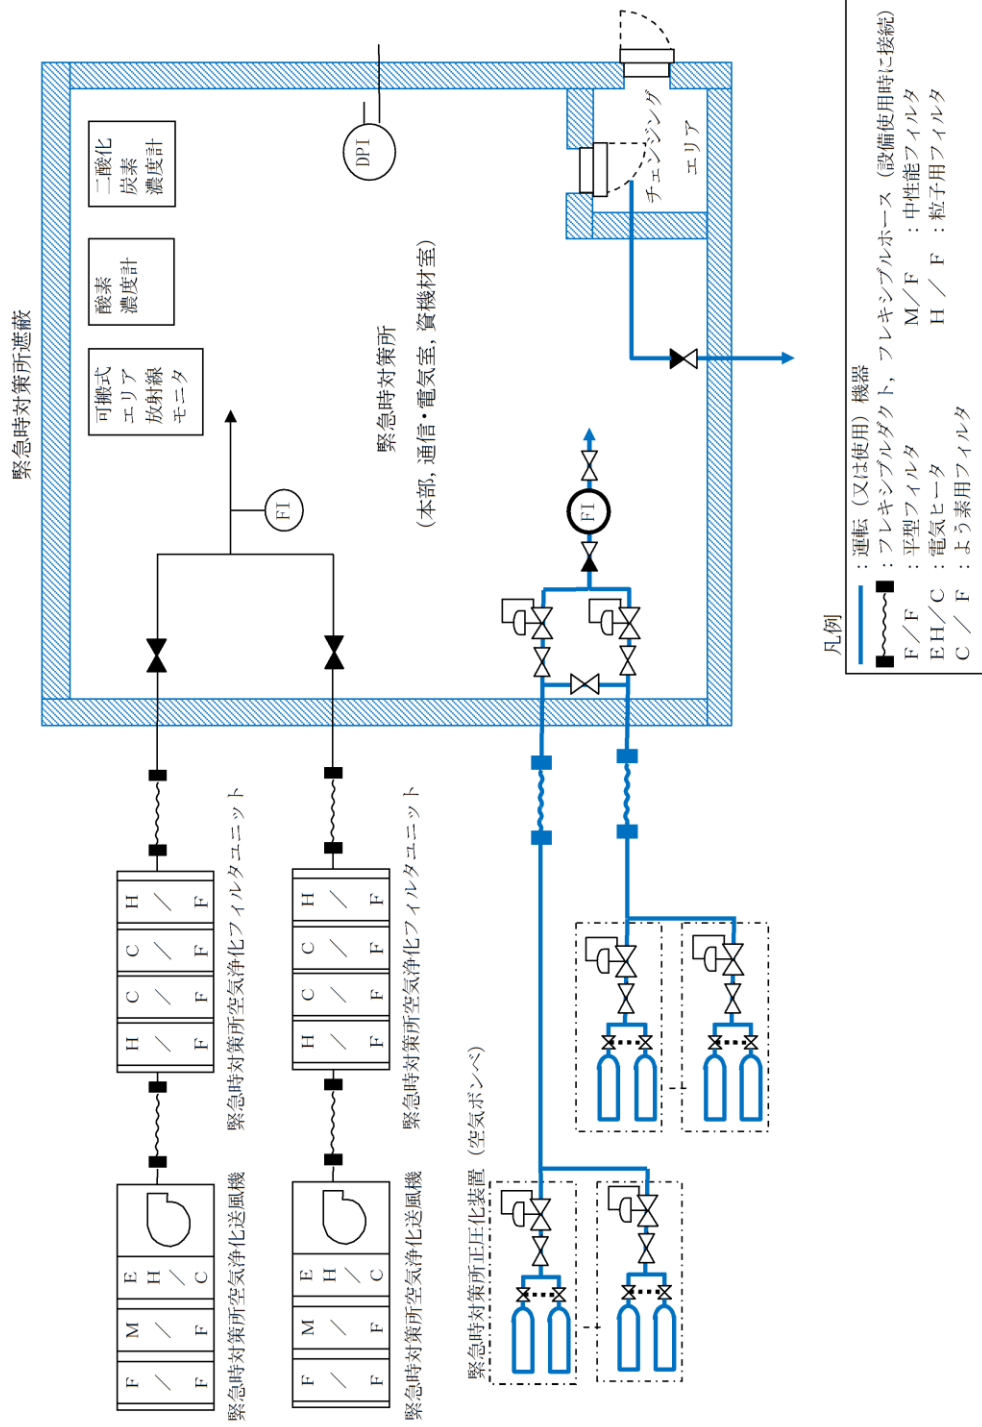 緊急時対策所遮蔽
二酸化
炭素
濃度計
酸素
濃度計
可搬式
エリア
放射線
モニタ
DPI
FI
緊急時対策所
（本部，通信・電気室，資機材室）
チェンジング
エリア
FI
H／F
C／F
C／F
H／F
緊急時対策所空気浄化フィルタユニット
H／F
C／F
C／F
H／F
緊急時対策所空気浄化フィルタユニット
F／F
M／F
EH／C
緊急時対策所空気浄化送風機
F／F
M／F
EH／C
緊急時対策所空気浄化送風機
緊急時対策所正圧化装置（空気ボンベ）
凡例
：運転（又は使用）機器
：フレキシブルダクト，フレキシブルホース（設備使用時に接続）
F／F ：平型フィルタ M／F ：中性能フィルタ
EH／C ：電気ヒータ H／F ：粒子用フィルタ
C／F ：よう素用フィルタ